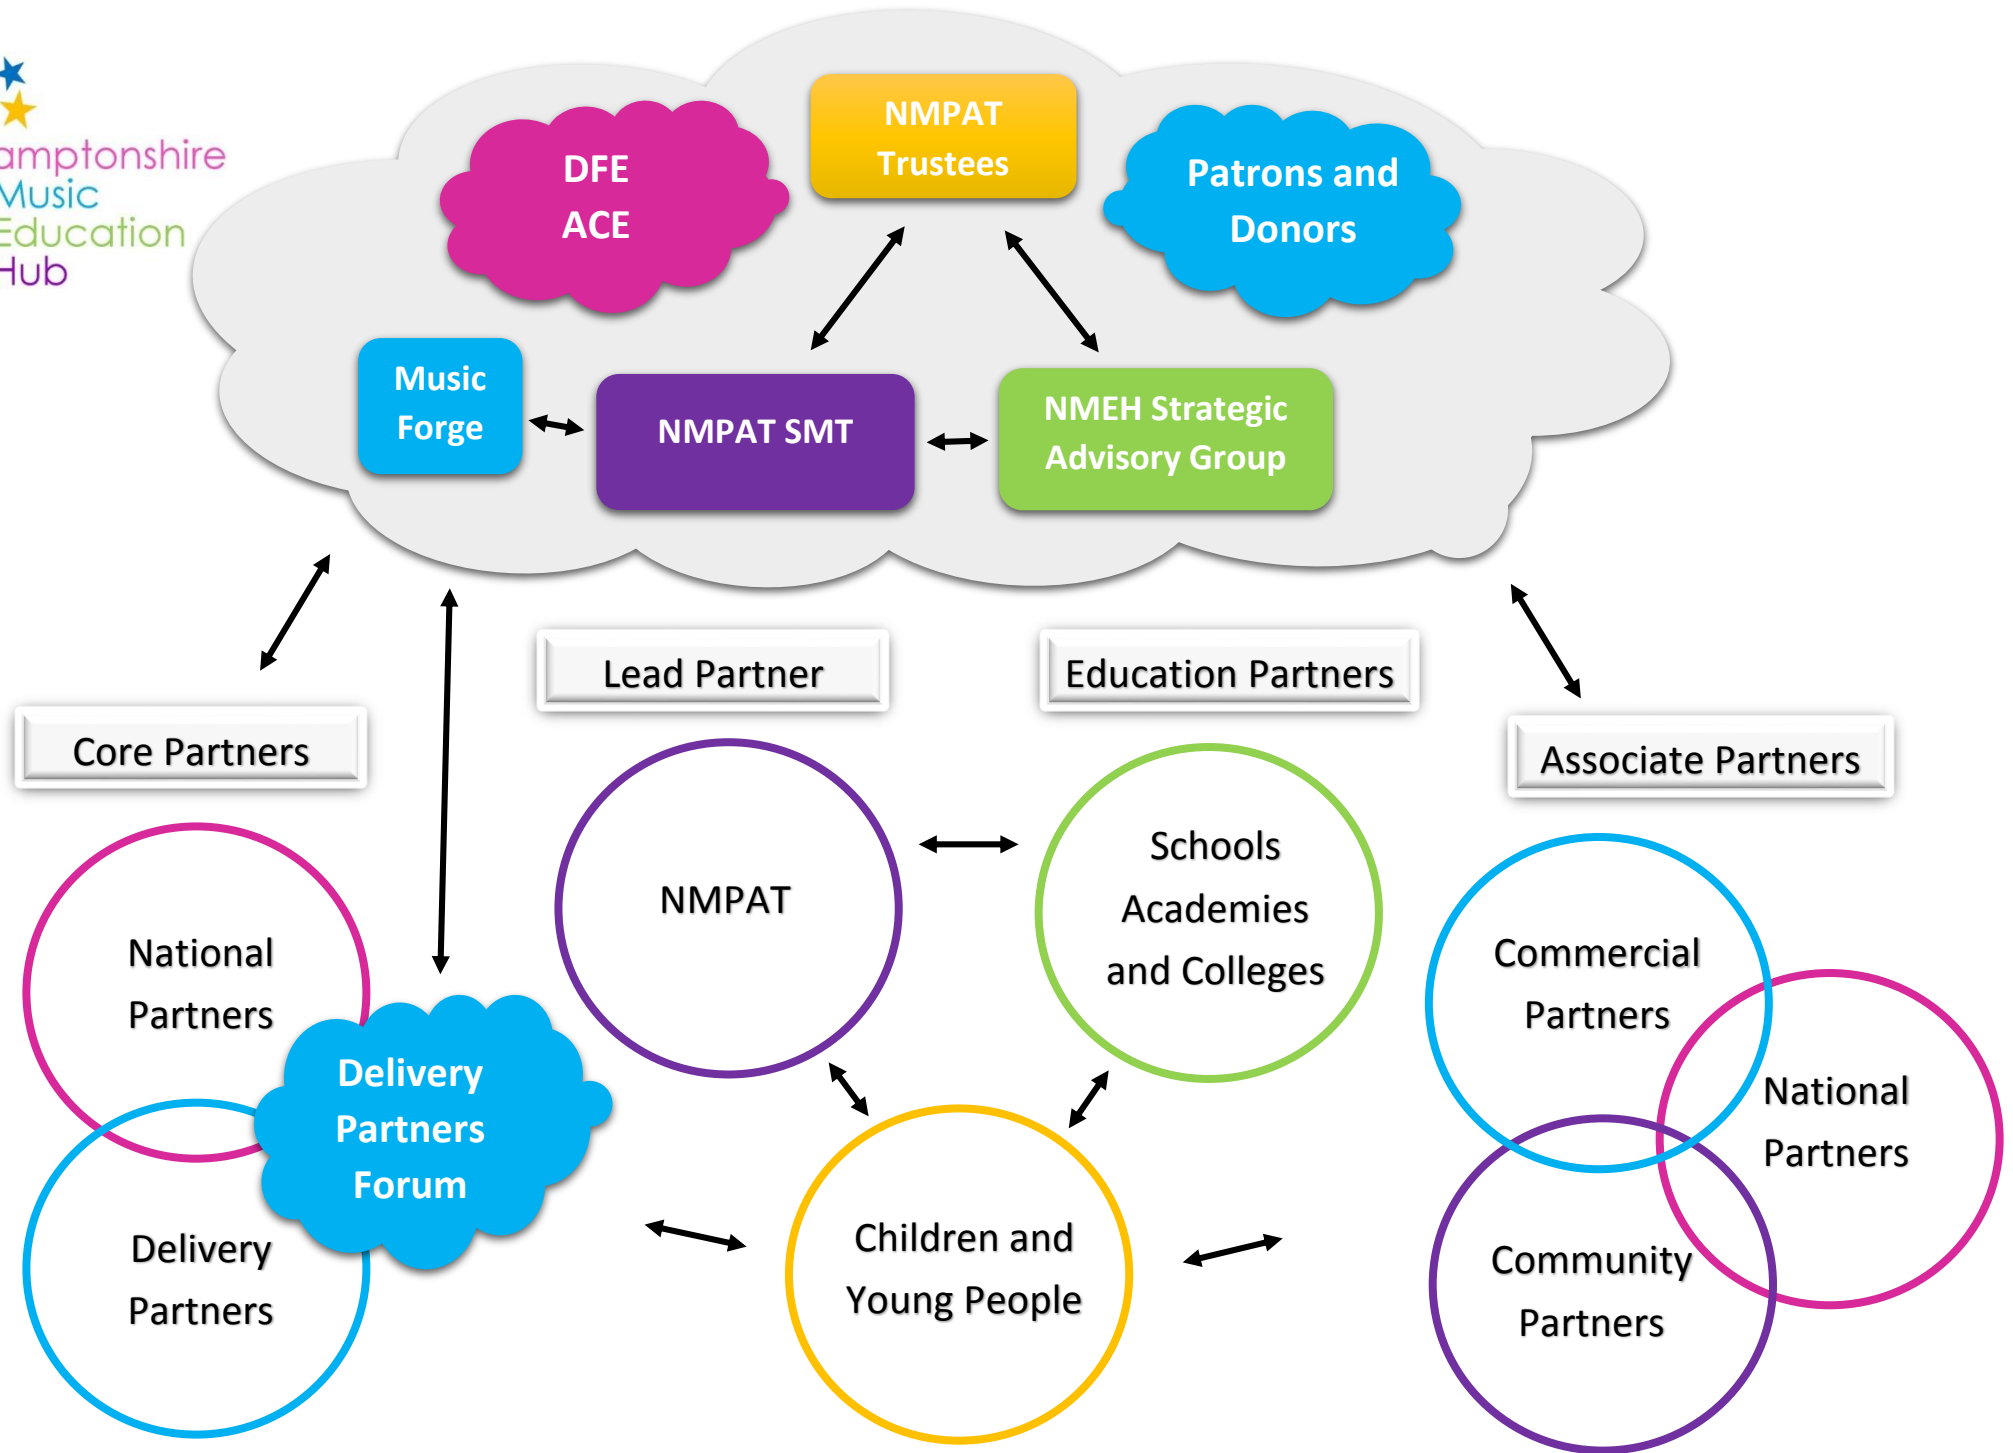 amptonshire
Music
Education
Hub
NMPAT
Trustees
DFE
ACE
Patrons and
Donors
Music
Forge
NMPAT SMT
NMEH Strategic
Advisory Group
Lead Partner
Education Partners
Core Partners
Associate Partners
National
Partners
Delivery
Partners
Forum
Delivery
Partners
NMPAT
Schools
Academies
and Colleges
Children and
Young People
Commercial
Partners
National
Partners
Community
Partners